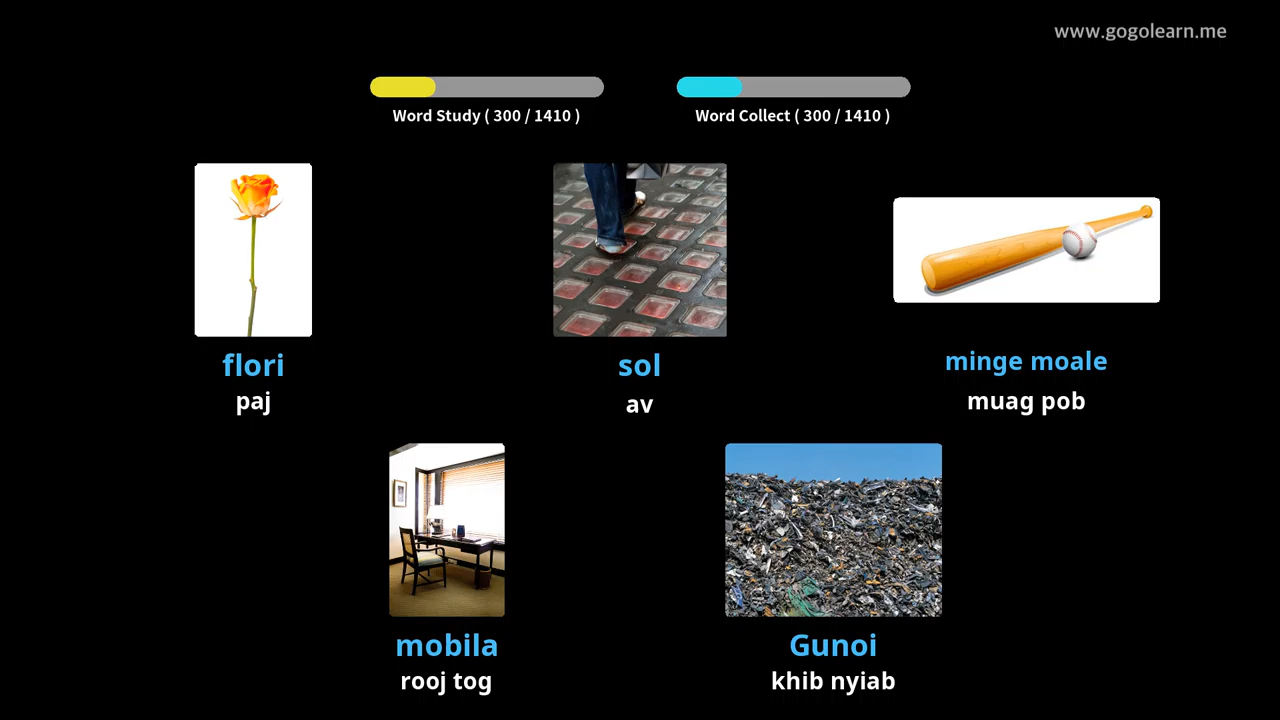 www.gogolearn.me
Word Study ( 300 / 1410 )
Word Collect ( 300 / 1410 )
flori
paj
sol
av
minge moale
muag pob
mobila
rooj tog
Gunoi
khib nyiab